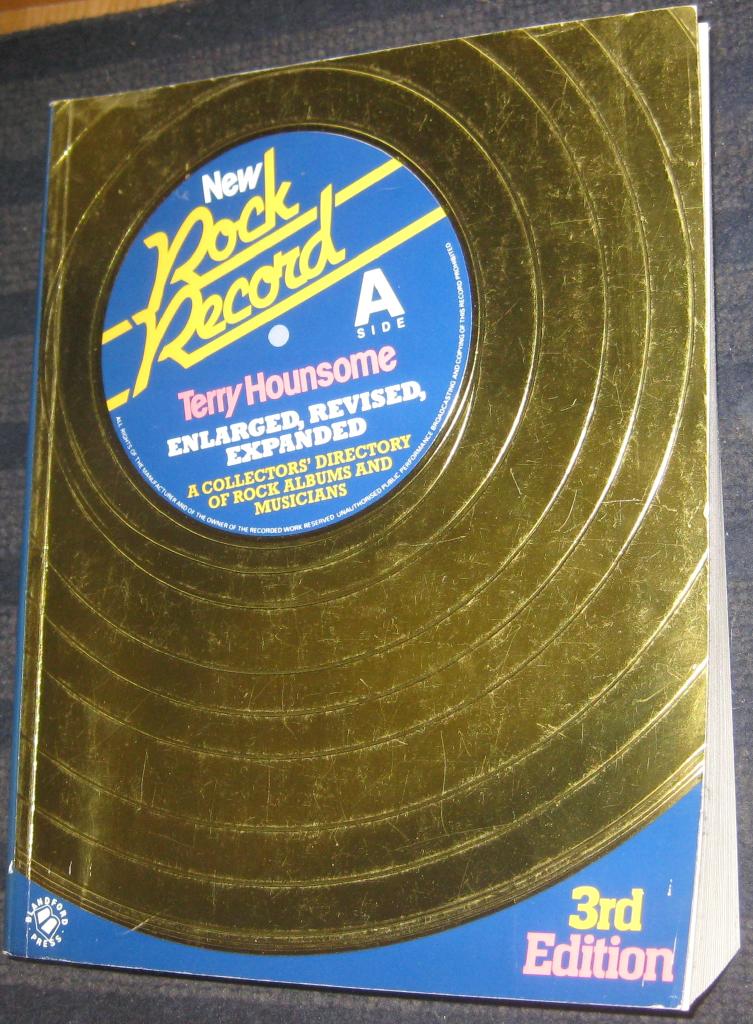 New
Rock
Record
A
SIDE
Terry Hounsome
ENLARGED, REVISED,
EXPANDED
A COLLECTORS' DIRECTORY
OF ROCK ALBUMS AND
MUSICIANS
ALL RIGHTS OF THE MANUFACTURER AND OF THE OWNER OF THE RECORDED WORK RESERVED UNAUTHORISED PUBLIC PERFORMANCE BROADCASTING AND COPYING OF THIS RECORD PROHIBITED
BLANDFORD
PRESS
3rd
Edition